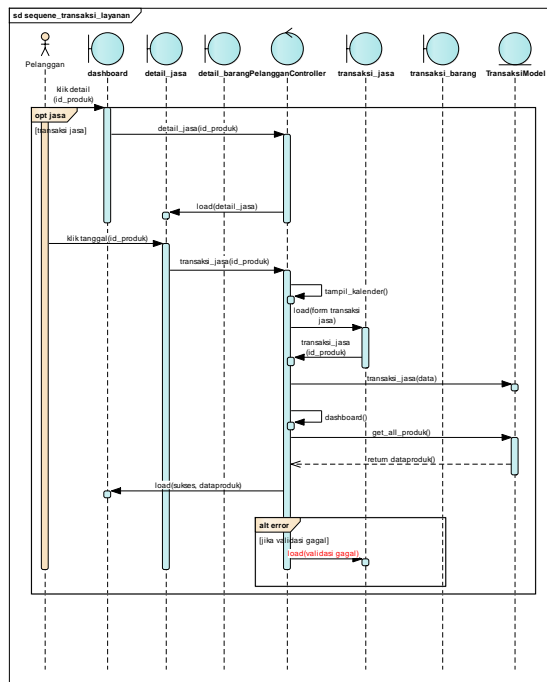 sd sequene_transaksi_layanan
Pelanggan
dashboard
detail_jasa
detail_barang
PelangganController
transaksi_jasa
transaksi_barang
TransaksiModel
klik detail
(id_produk)
opt jasa
[transaksi jasa]
detail_jasa(id_produk)
load(detail_jasa)
klik tanggal(id_produk)
transaksi_jasa(id_produk)
tampil_kalender()
load(form transaksi
jasa)
transaksi_jasa
(id_produk)
transaksi_jasa(data)
dashboard()
get_all_produk()
return dataproduk()
load(sukses, dataproduk)
alt error
[jika validasi gagal]
load(validasi gagal)